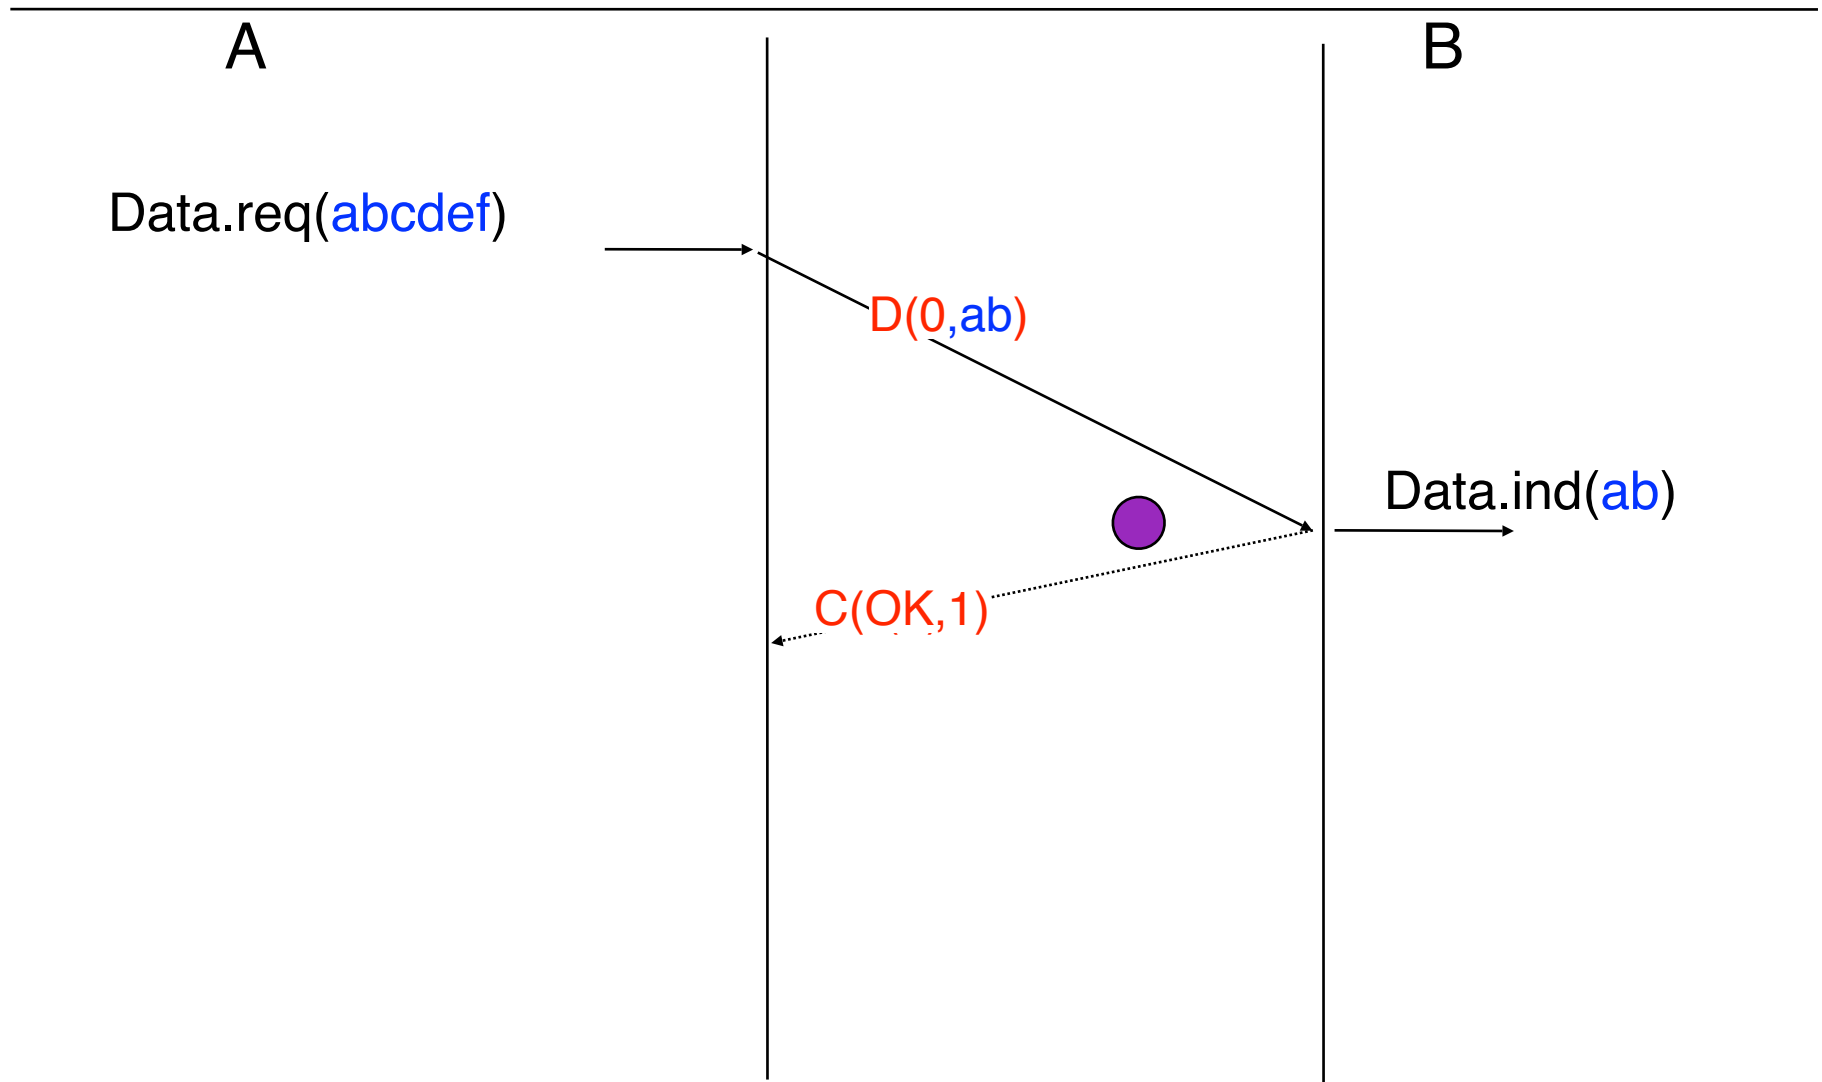 A
B
Data.req(abcdef)
D(0,ab)
Data.ind(ab)
C(OK,1)